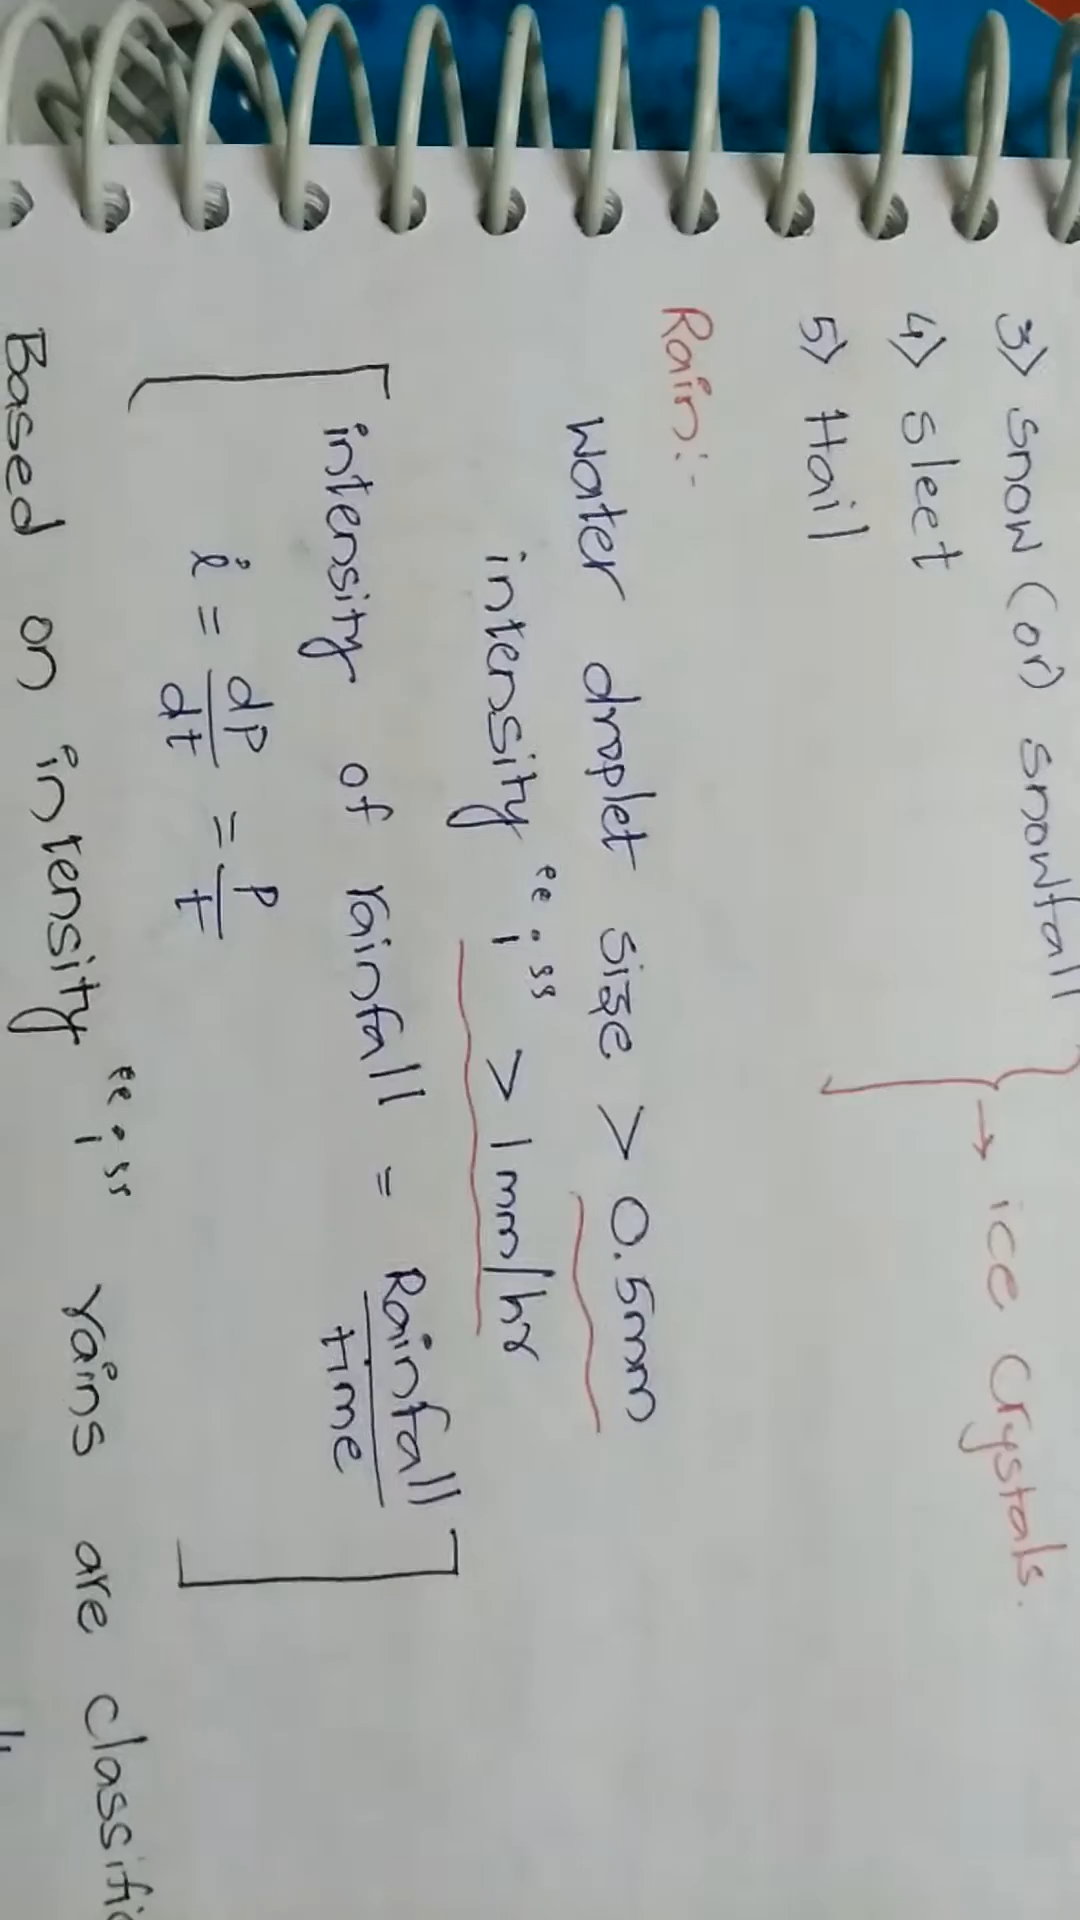 3) snow (or) snowfall
4) sleet → ice crystals.
5) Hail
Rain:-
Water droplet size > 0.5mm
intensity "i" > 1mm/hr
[intensity of rainfall = Rainfall/time
i = dP/dt = P/t]
Based on intensity "i" rains are